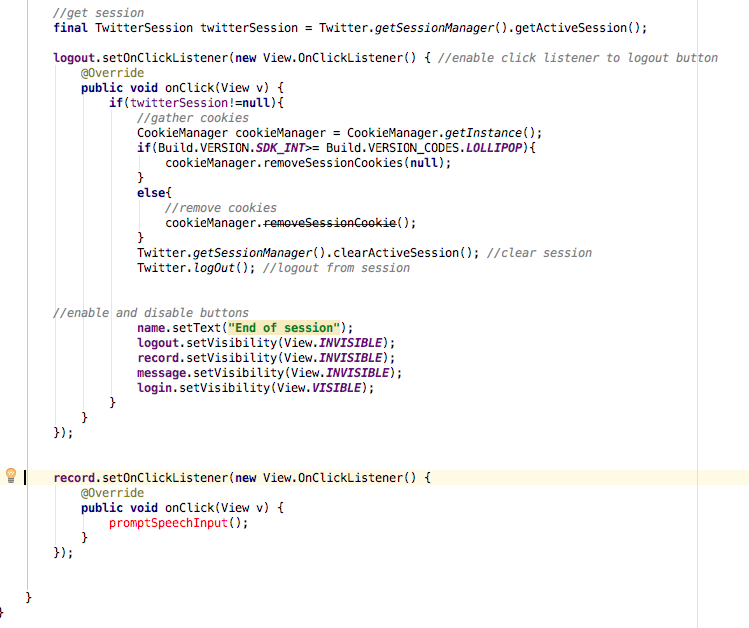 //get session
final TwitterSession twitterSession = Twitter.getSessionManager().getActiveSession();
logout.setOnClickListener(new View.OnClickListener() { //enable click listener to logout button
@Override
public void onClick(View v) {
if(twitterSession!=null){
//gather cookies
CookieManager cookieManager = CookieManager.getInstance();
if(Build.VERSION.SDK_INT>= Build.VERSION_CODES.LOLLIPOP){
cookieManager.removeSessionCookies(null);
}
else{
//remove cookies
cookieManager.removeSessionCookie();
}
Twitter.getSessionManager().clearActiveSession(); //clear session
Twitter.logOut(); //logout from session
//enable and disable buttons
name.setText("End of session");
logout.setVisibility(View.INVISIBLE);
record.setVisibility(View.INVISIBLE);
message.setVisibility(View.INVISIBLE);
login.setVisibility(View.VISIBLE);
}
}
});
record.setOnClickListener(new View.OnClickListener() {
@Override
public void onClick(View v) {
promptSpeechInput();
}
});
}
}